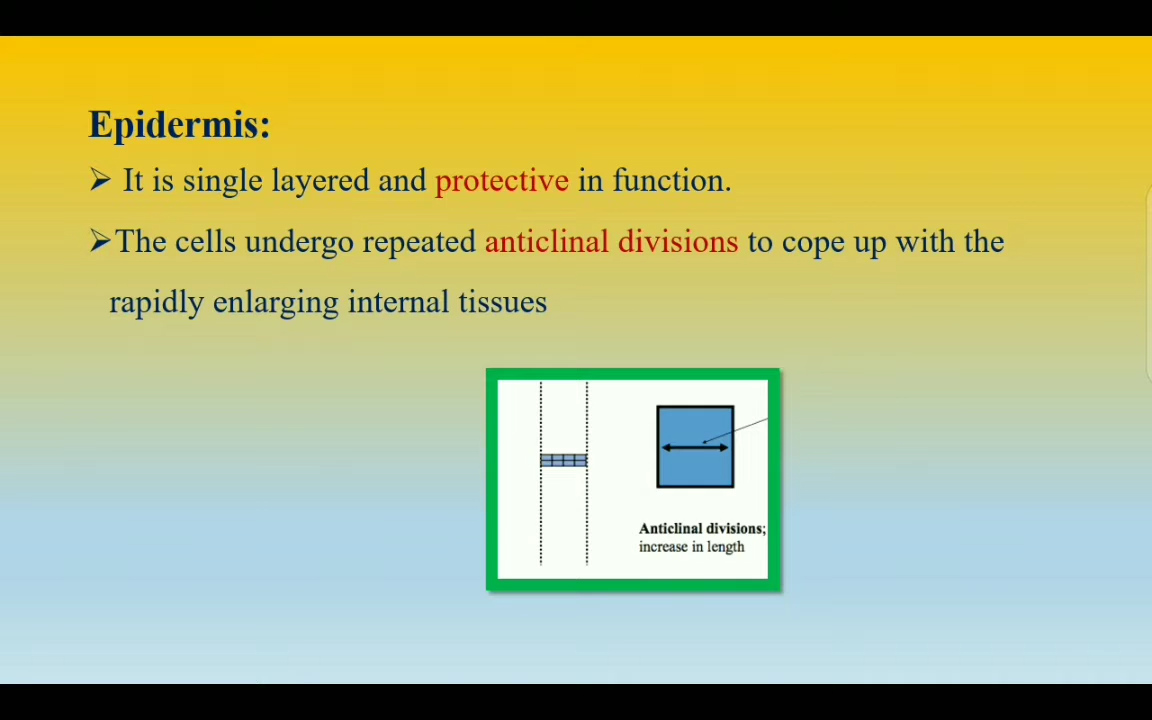 Epidermis:
➢ It is single layered and protective in function.
➢The cells undergo repeated anticlinal divisions to cope up with the
rapidly enlarging internal tissues
Anticlinal divisions;
increase in length